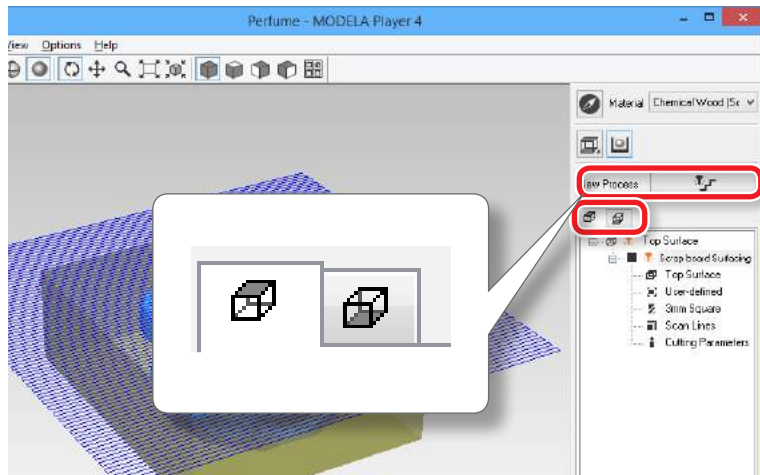 Perfume - MODELA Player 4
View Options Help
Material Chemical Wood (Sc
New Process
Top Surface
Scrap board Surfacing
Top Surface
User-defined
3mm Square
Scan Lines
Cutting Parameters